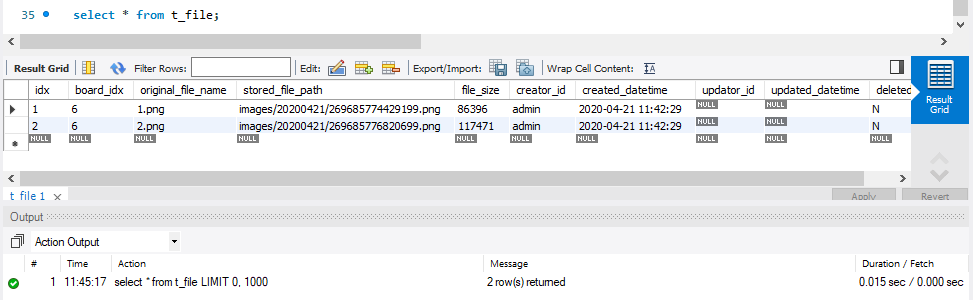 35 select * from t_file;
Result Grid Filter Rows: Edit: Export/Import: Wrap Cell Content: IA
idx board_idx original_file_name stored_file_path file_size creator_id created_datetime updator_id updated_datetime deleted
1 6 1.png images/20200421/269685774429199.png 86396 admin 2020-04-21 11:42:29 NULL NULL N
2 6 2.png images/20200421/269685776820699.png 117471 admin 2020-04-21 11:42:29 NULL NULL N
NULL NULL NULL NULL NULL NULL NULL NULL NULL NULL
Result
Grid
t_file 1
Apply Revert
Output
Action Output
# Time Action Message Duration / Fetch
1 11:45:17 select * from t_file LIMIT 0, 1000 2 row(s) returned 0.015 sec / 0.000 sec